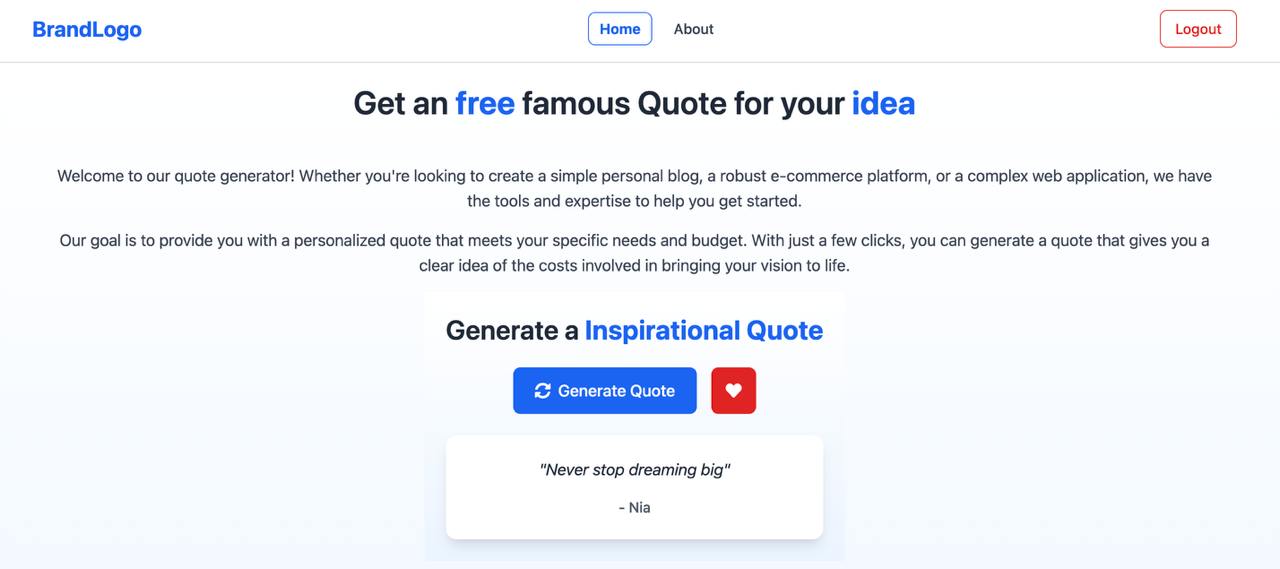 BrandLogo
Home
About
Logout
Get an free famous Quote for your idea
Welcome to our quote generator! Whether you're looking to create a simple personal blog, a robust e-commerce platform, or a complex web application, we have
the tools and expertise to help you get started.
Our goal is to provide you with a personalized quote that meets your specific needs and budget. With just a few clicks, you can generate a quote that gives you a
clear idea of the costs involved in bringing your vision to life.
Generate a Inspirational Quote
Generate Quote
"Never stop dreaming big"
- Nia